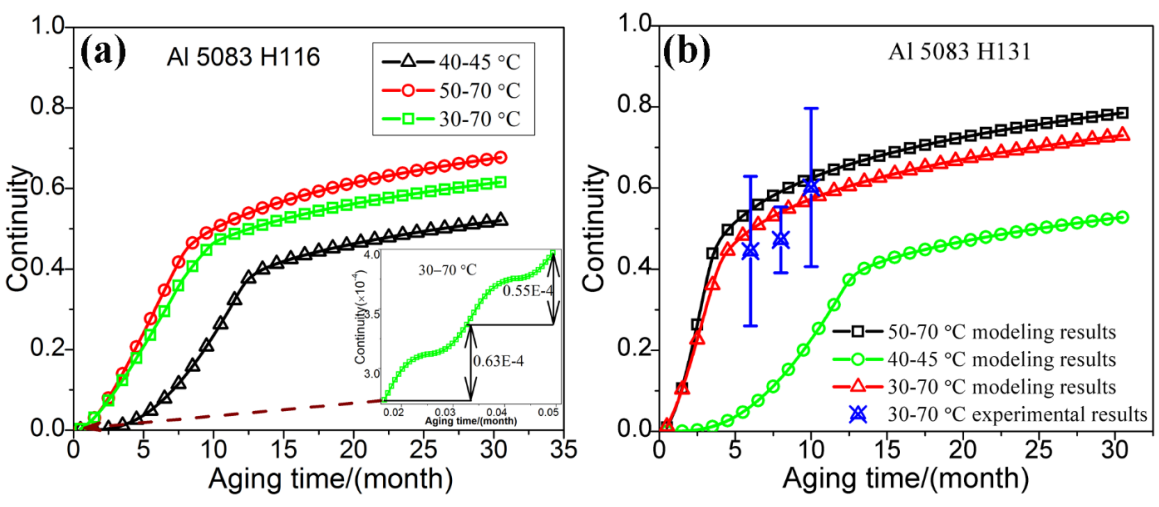 (a)
Al 5083 H116
40-45 °C
50-70 °C
30-70 °C
Continuity
1.0
0.8
0.6
0.4
0.2
0.0
0
5
10
15
20
25
30
35
Aging time/(month)
30–70 °C
Continuity(×10⁻⁴)
4.0
3.5
3.0
0.55E-4
0.63E-4
0.02
0.03
0.04
0.05
Aging time/(month)
(b)
Al 5083 H131
Continuity
1.0
0.8
0.6
0.4
0.2
0.0
50-70 °C modeling results
40-45 °C modeling results
30-70 °C modeling results
30-70 °C experimental results
0
5
10
15
20
25
30
Aging time/(month)